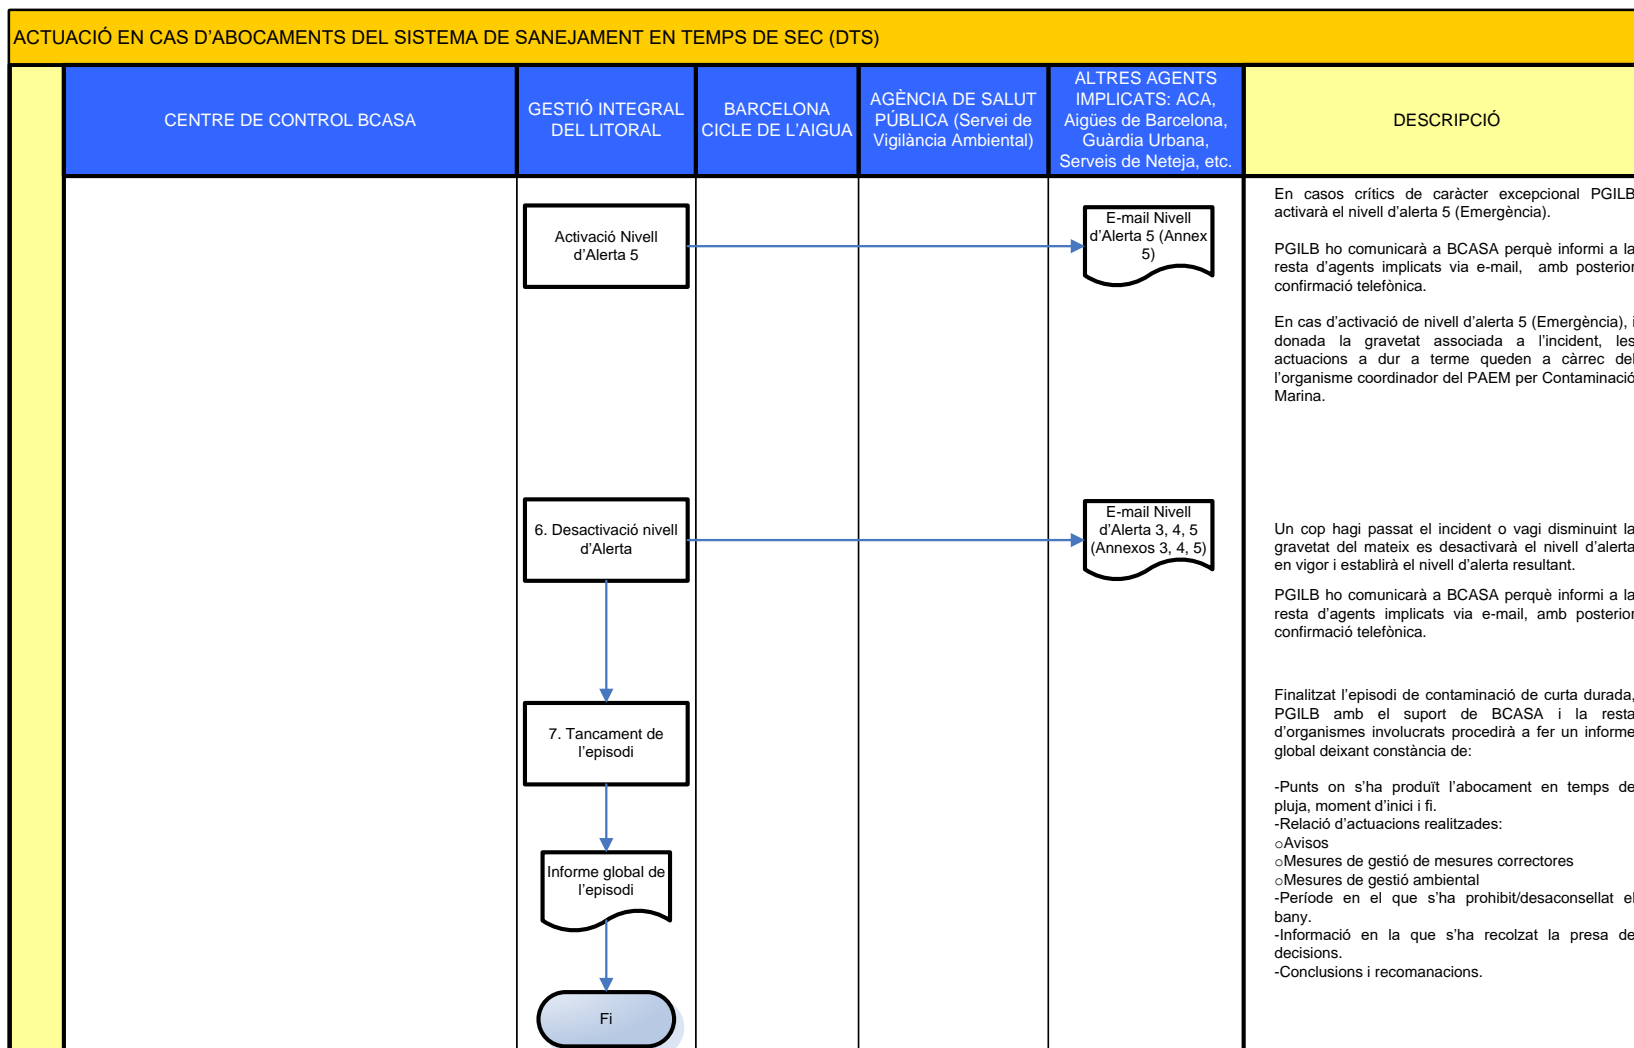 ACTUACIÓ EN CAS D'ABOCAMENTS DEL SISTEMA DE SANEJAMENT EN TEMPS DE SEC (DTS)
CENTRE DE CONTROL BCASA
GESTIÓ INTEGRAL
DEL LITORAL
BARCELONA
CICLE DE L'AIGUA
AGÈNCIA DE SALUT
PÚBLICA (Servei de
Vigilància Ambiental)
ALTRES AGENTS
IMPLICATS: ACA,
Aigües de Barcelona,
Guàrdia Urbana,
Serveis de Neteja, etc.
DESCRIPCIÓ
Activació Nivell
d'Alerta 5
E-mail Nivell
d'Alerta 5 (Annex
5)
En casos crítics de caràcter excepcional PGILB
activarà el nivell d'alerta 5 (Emergència).
PGILB ho comunicarà a BCASA perquè informi a la
resta d'agents implicats via e-mail, amb posterior
confirmació telefònica.
En cas d'activació de nivell d'alerta 5 (Emergència), i
donada la gravetat associada a l'incident, les
actuacions a dur a terme queden a càrrec del
l'organisme coordinador del PAEM per Contaminació
Marina.
6. Desactivació nivell
d'Alerta
E-mail Nivell
d'Alerta 3, 4, 5
(Annexos 3, 4, 5)
Un cop hagi passat el incident o vagi disminuint la
gravetat del mateix es desactivarà el nivell d'alerta
en vigor i establirà el nivell d'alerta resultant.
PGILB ho comunicarà a BCASA perquè informi a la
resta d'agents implicats via e-mail, amb posterior
confirmació telefònica.
7. Tancament de
l'episodi
Informe global de
l'episodi
Fi
Finalitzat l'episodi de contaminació de curta durada,
PGILB amb el suport de BCASA i la resta
d'organismes involucrats procedirà a fer un informe
global deixant constància de:
-Punts on s'ha produït l'abocament en temps de
pluja, moment d'inici i fi.
-Relació d'actuacions realitzades:
oAvisos
oMesures de gestió de mesures correctores
oMesures de gestió ambiental
-Període en el que s'ha prohibit/desaconsellat el
bany.
-Informació en la que s'ha recolzat la presa de
decisions.
-Conclusions i recomanacions.